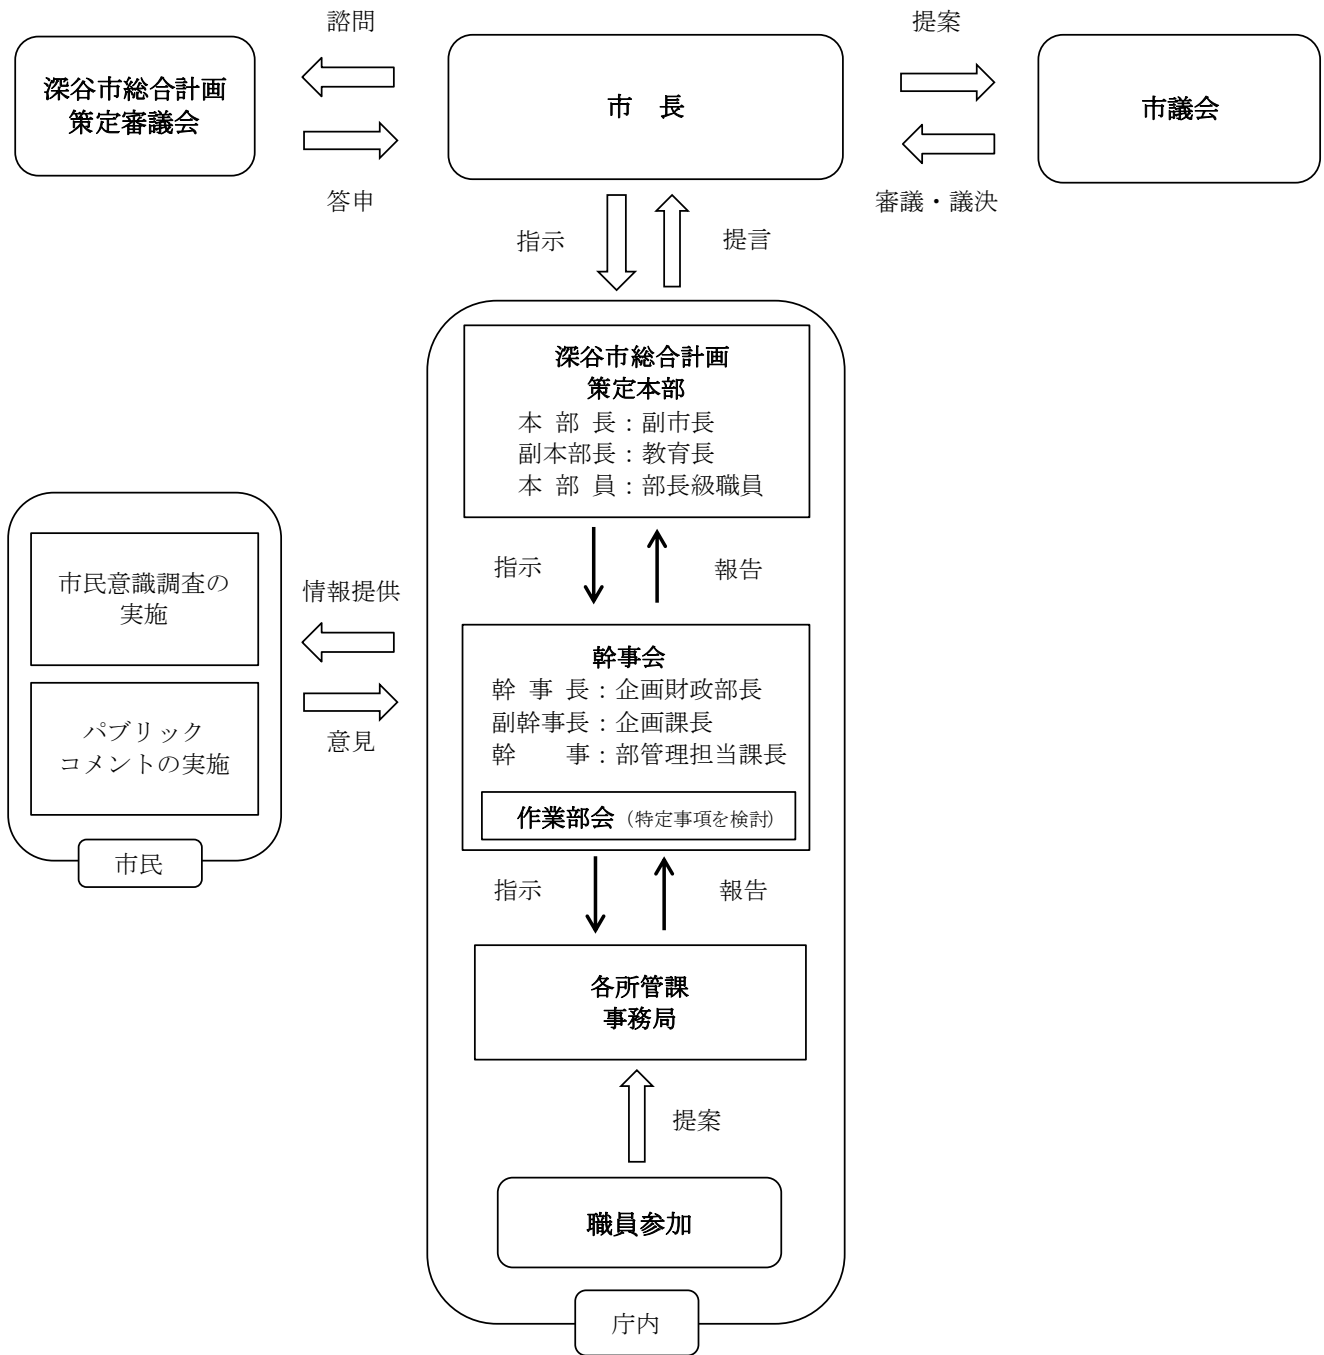 諮問
提案
深谷市総合計画
策定審議会
市　長
市議会
答申
審議・議決
指示
提言
深谷市総合計画
策定本部
本 部 長：副市長
副本部長：教育長
本 部 員：部長級職員
指示
報告
市民意識調査の
実施
情報提供
パブリック
コメントの実施
意見
市民
幹事会
幹 事 長：企画財政部長
副幹事長：企画課長
幹　　事：部管理担当課長
作業部会（特定事項を検討）
指示
報告
各所管課
事務局
提案
職員参加
庁内